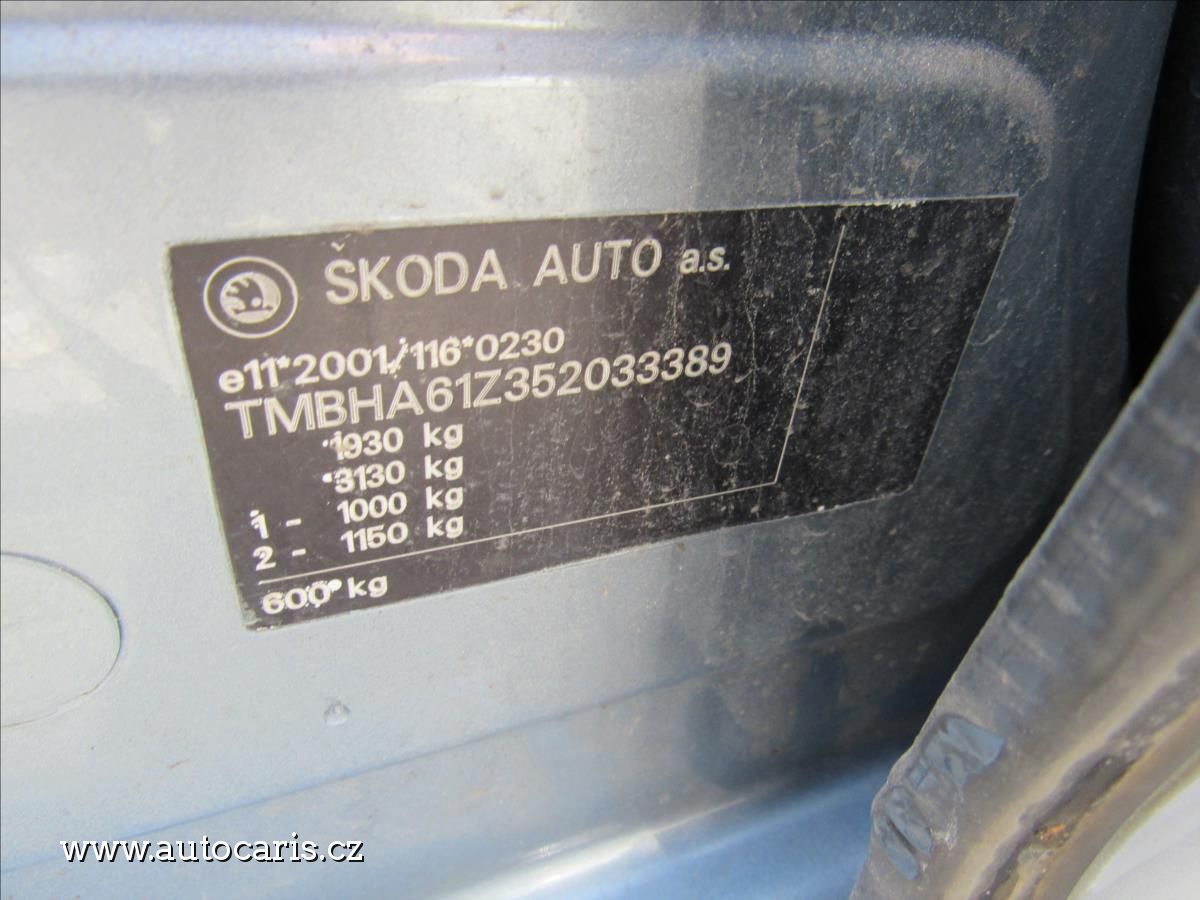 ŠKODA AUTO a.s.
e11*2001/116*0230
TMBHA61Z352033389
1930 kg
3130 kg
1 - 1000 kg
2 - 1150 kg
600 kg
www.autocaris.cz